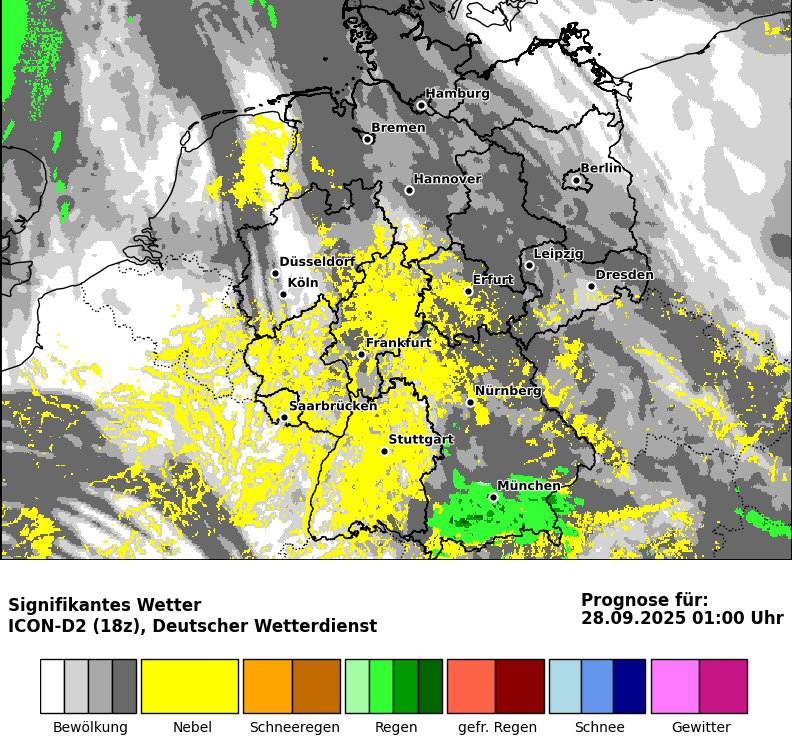 Hamburg
Bremen
Berlin
Hannover
Leipzig
Düsseldorf
Dresden
Erfurt
Köln
Frankfurt
Nürnberg
Saarbrücken
Stuttgart
München
Signifikantes Wetter
ICON-D2 (18z), Deutscher Wetterdienst
Prognose für:
28.09.2025 01:00 Uhr
Bewölkung Nebel Schneeregen Regen gefr. Regen Schnee Gewitter